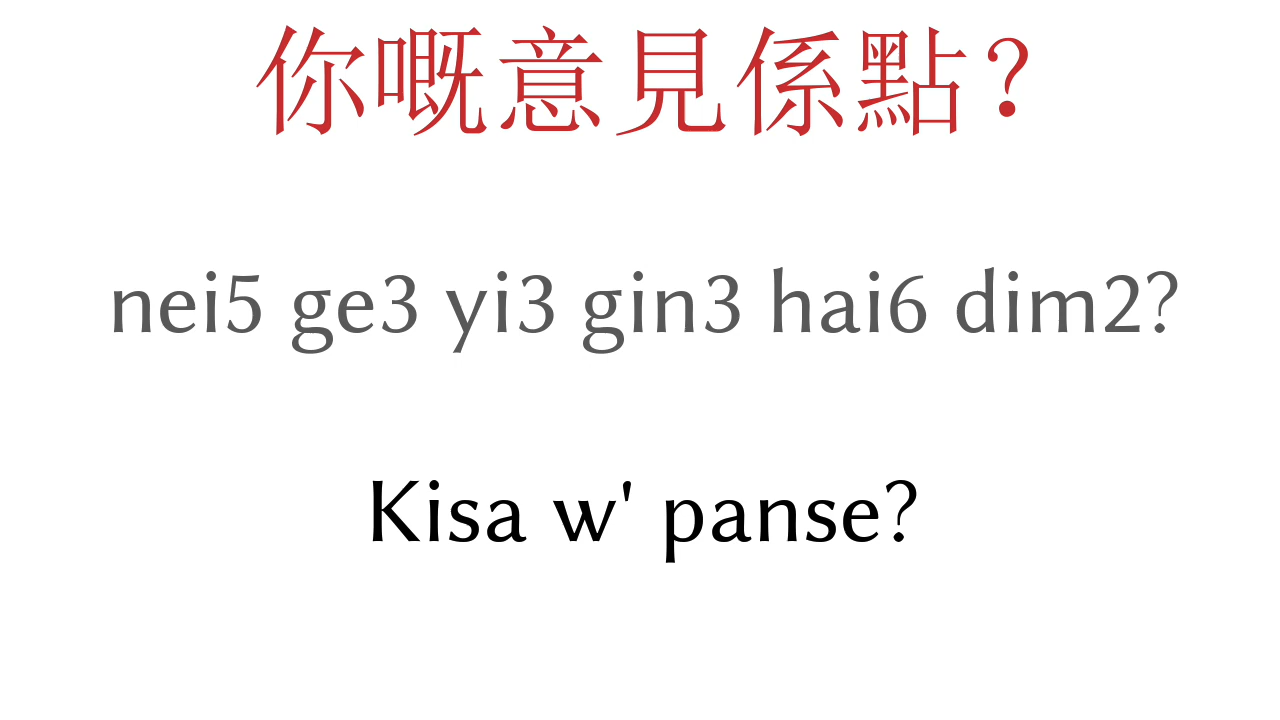 你嘅意見係點？
nei5 ge3 yi3 gin3 hai6 dim2?
Kisa w' panse?